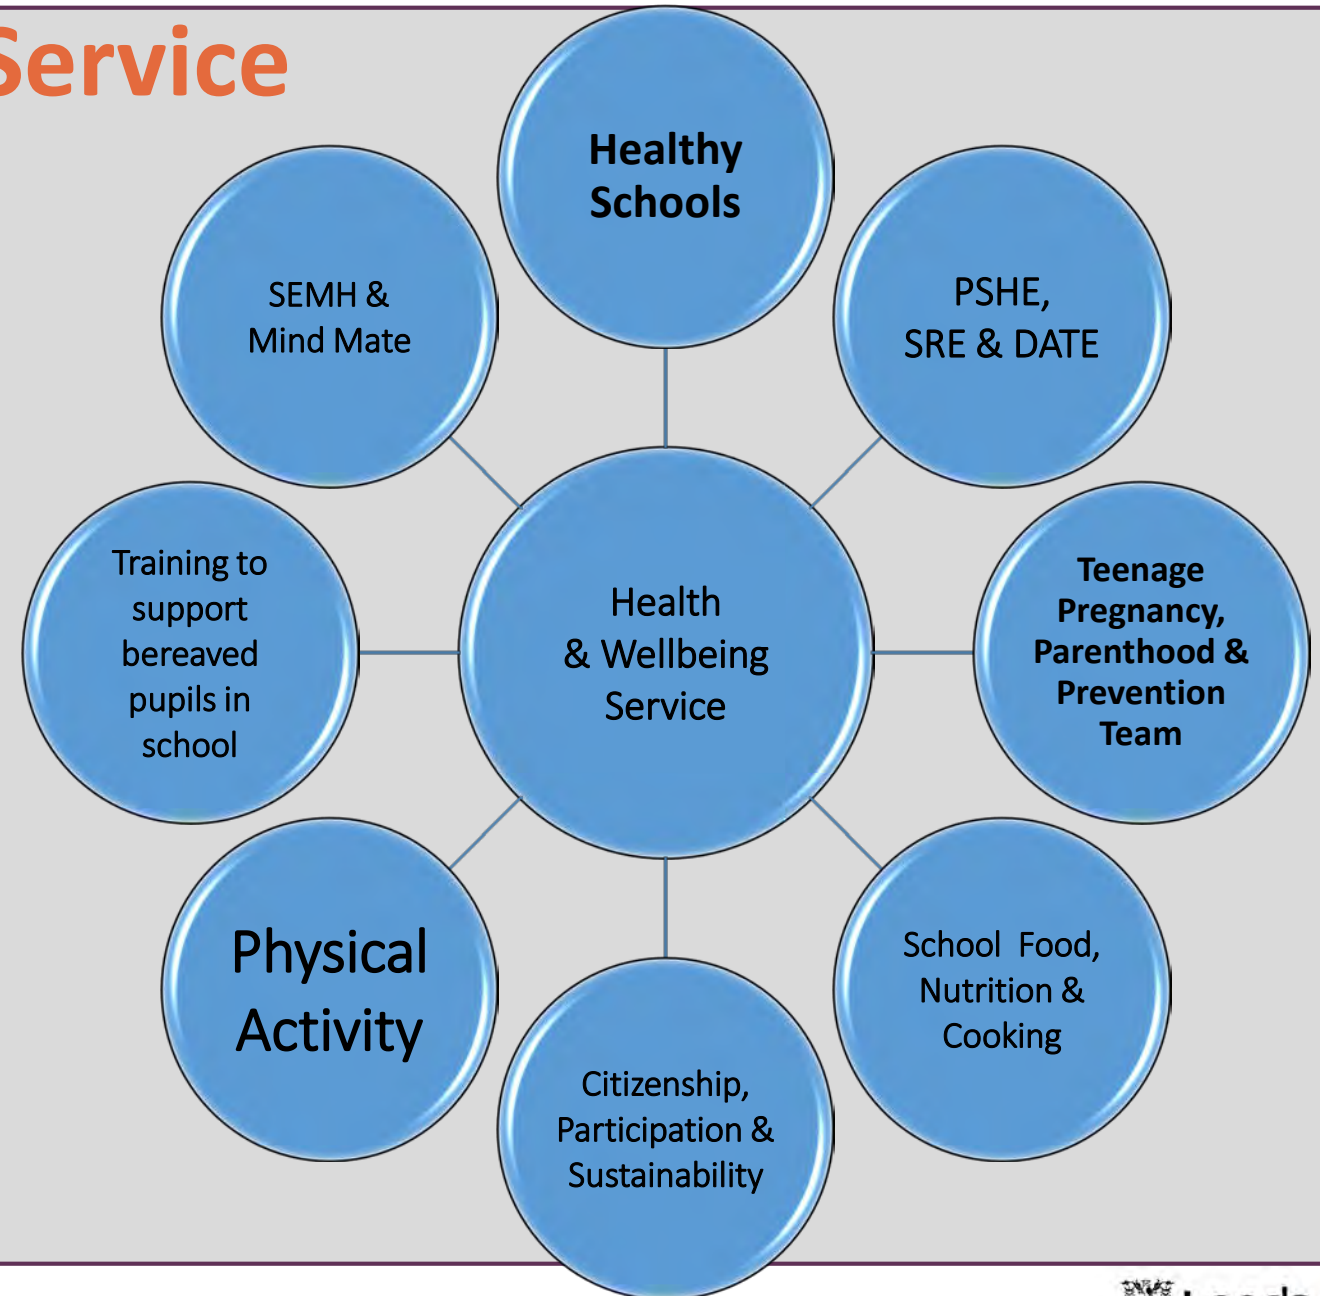 Service
Healthy
Schools
SEMH &
Mind Mate
PSHE,
SRE & DATE
Training to
support
bereaved
pupils in
school
Health
& Wellbeing
Service
Teenage
Pregnancy,
Parenthood &
Prevention
Team
Physical
Activity
School Food,
Nutrition &
Cooking
Citizenship,
Participation &
Sustainability